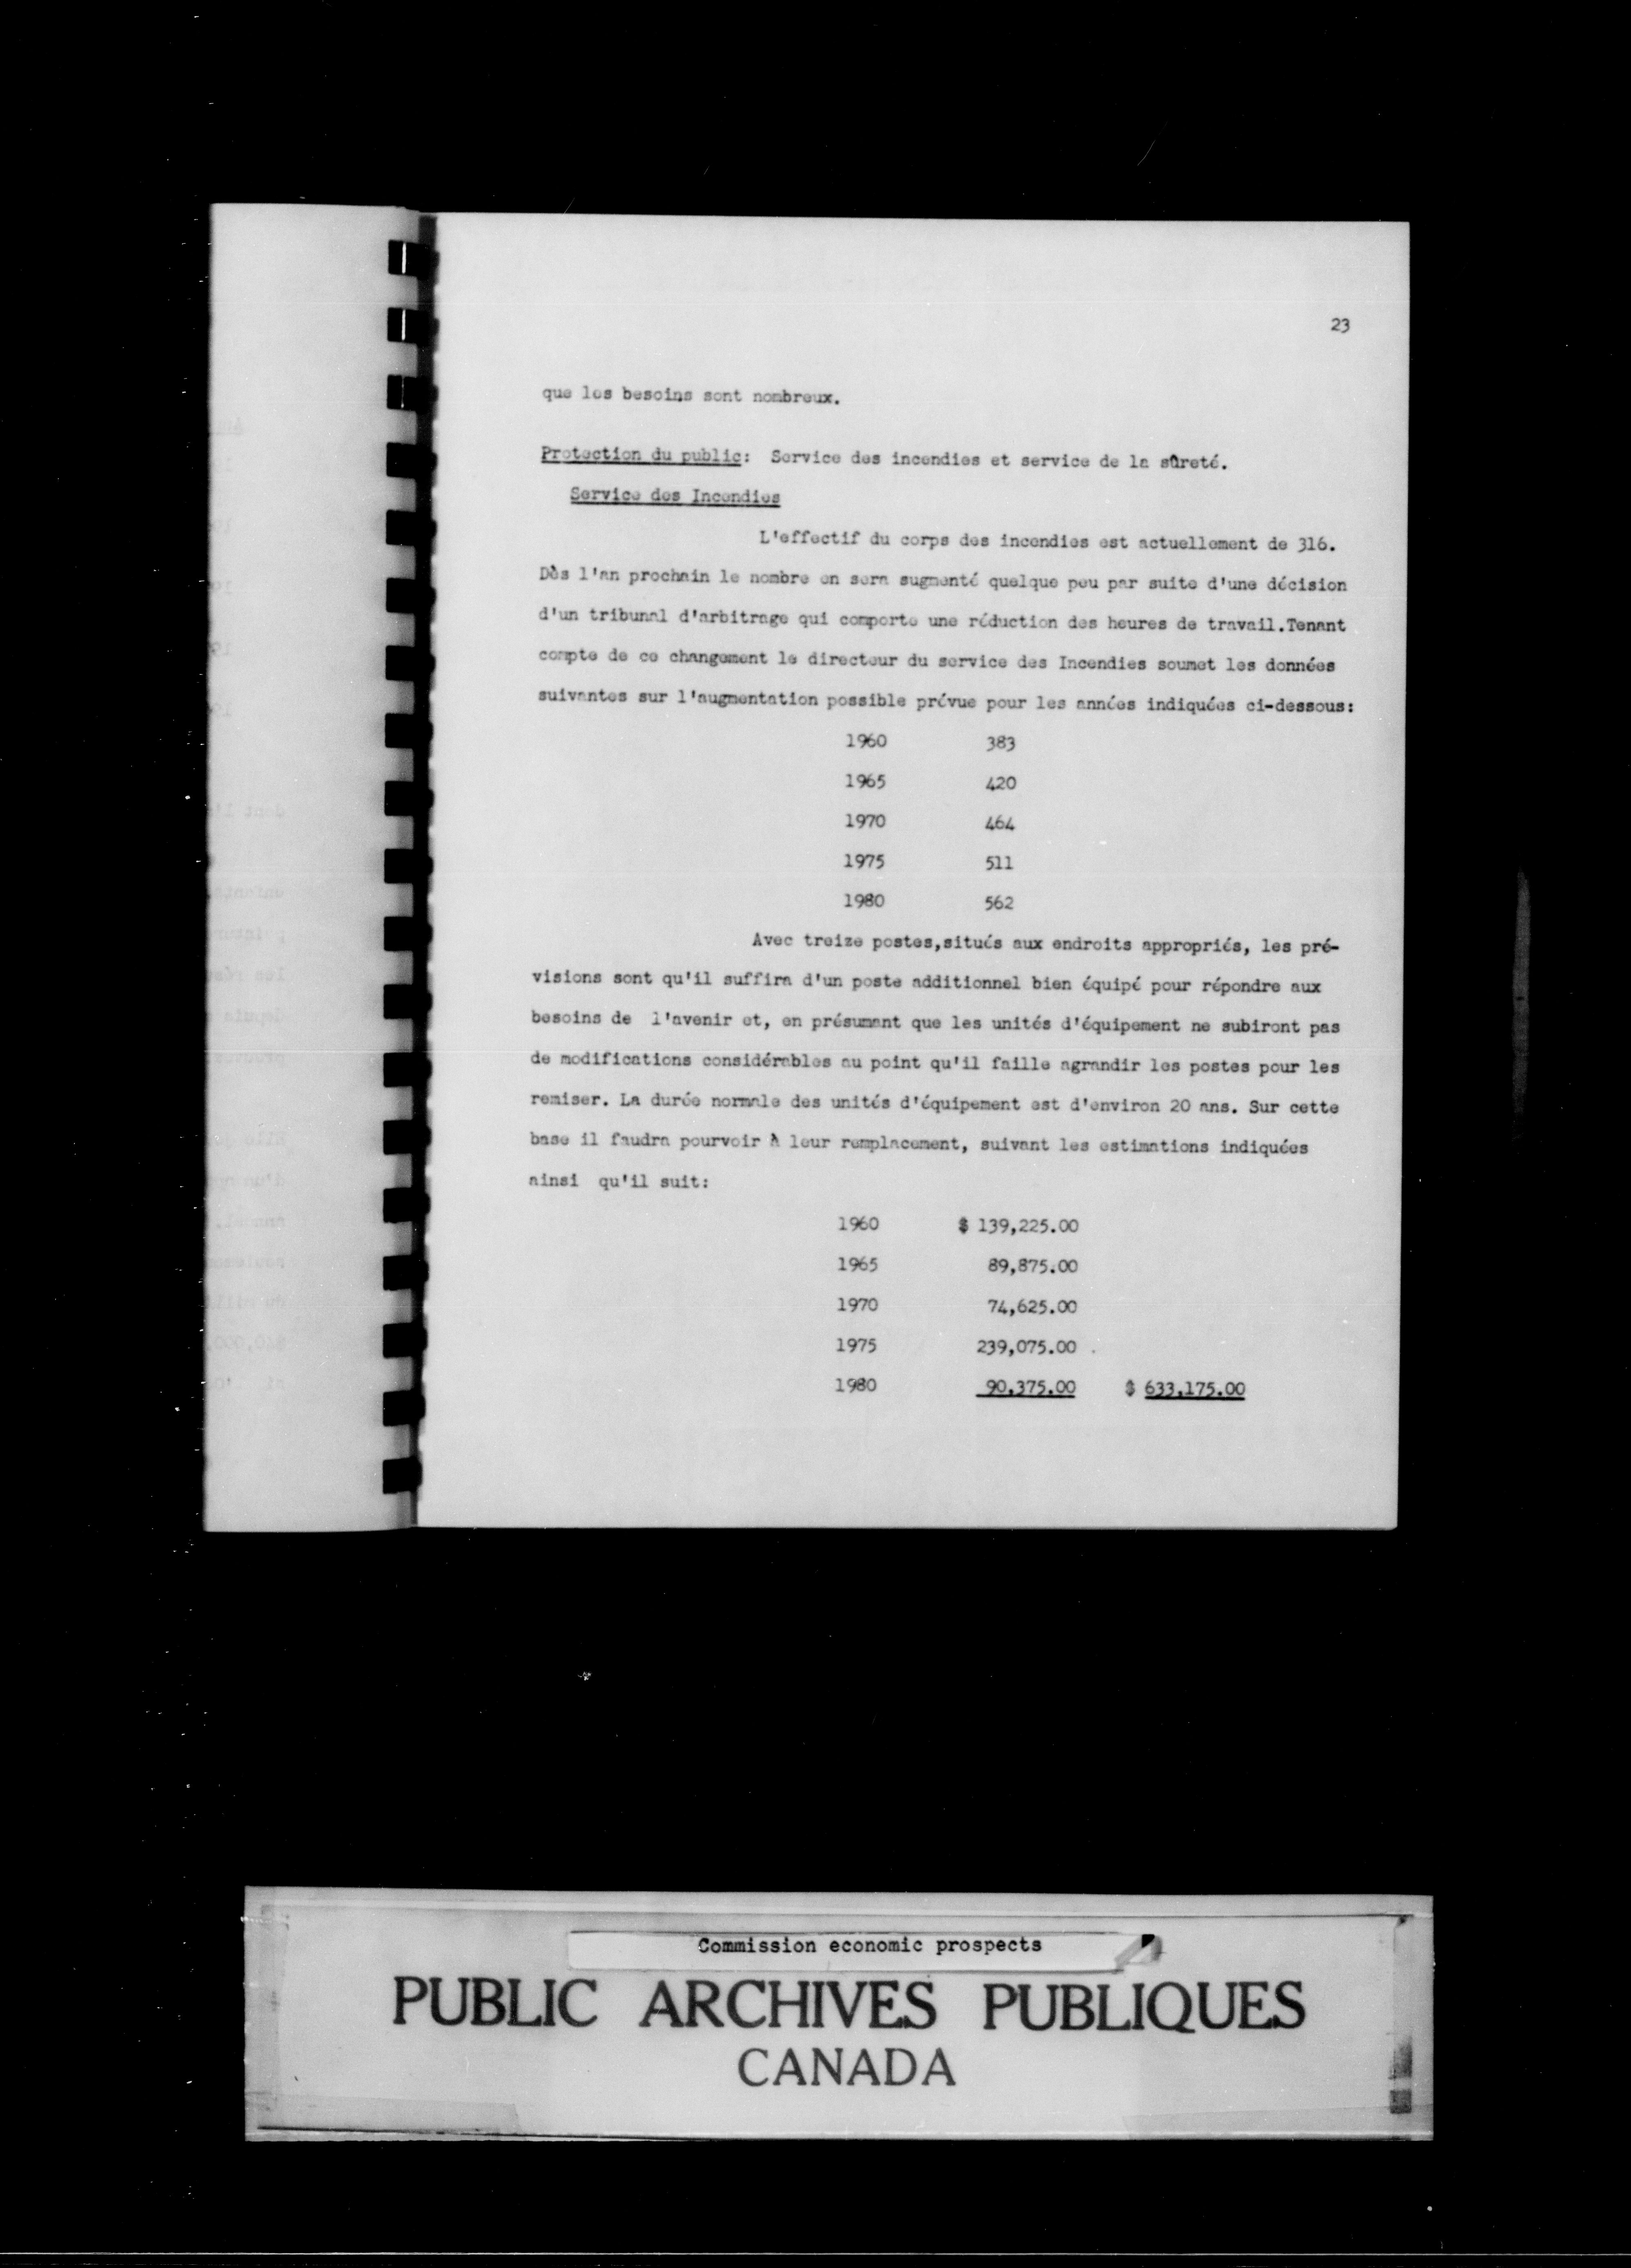 23
que les besoins sont nombreux.
Protection du public: Service des incendies et service de la sûreté.
Service des Incendies
L'effectif du corps des incendies est actuellement de 316.
Dès l'an prochain le nombre en sera augmenté quelque peu par suite d'une décision
d'un tribunal d'arbitrage qui comporte une réduction des heures de travail.Tenant
compte de ce changement le directeur du service des Incendies soumet les données
suivantes sur l'augmentation possible prévue pour les années indiquées ci-dessous:
1960 383
1965 420
1970 464
1975 511
1980 562
Avec treize postes,situés aux endroits appropriés, les pré-
visions sont qu'il suffira d'un poste additionnel bien équipé pour répondre aux
besoins de l'avenir et, en présumant que les unités d'équipement ne subiront pas
de modifications considérables au point qu'il faille agrandir les postes pour les
remiser. La durée normale des unités d'équipement est d'environ 20 ans. Sur cette
base il faudra pourvoir à leur remplacement, suivant les estimations indiquées
ainsi qu'il suit:
1960 $ 139,225.00
1965 89,875.00
1970 74,625.00
1975 239,075.00
1980 90,375.00 $ 633,175.00
Commission economic prospects
PUBLIC ARCHIVES PUBLIQUES
CANADA